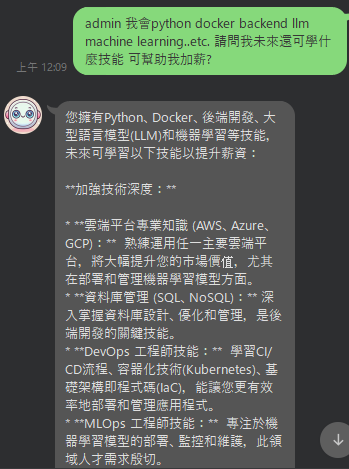 admin 我會python docker backend llm
machine learning..etc. 請問我未來還可學什
麼技能 可幫助我加薪?
上午 12:09
您擁有Python、Docker、後端開發、大
型語言模型(LLM)和機器學習等技能，
未來可學習以下技能以提升薪資：
**加強技術深度：**
* **雲端平台專業知識 (AWS、Azure、
GCP)：** 熟練運用任一主要雲端平
台，將大幅提升您的市場價值，尤其
在部署和管理機器學習模型方面。
* **資料庫管理 (SQL、NoSQL)：** 深
入掌握資料庫設計、優化和管理，是後
端開發的關鍵技能。
* **DevOps 工程師技能：** 學習CI/
CD流程、容器化技術(Kubernetes)、基
礎架構即程式碼(IaC)，能讓您更有效
率地部署和管理應用程式。
* **MLOps 工程師技能：** 專注於機
器學習模型的部署、監控和維護，此領
域人才需求殷切。